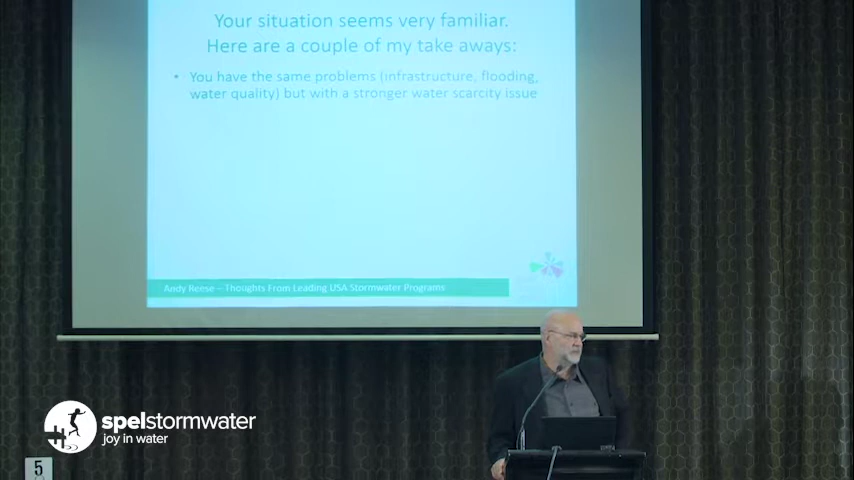 Your situation seems very familiar.
Here are a couple of my take aways:
• You have the same problems (infrastructure, flooding,
water quality) but with a stronger water scarcity issue
Andy Reese – Thoughts From Leading USA Stormwater Programs
spelstormwater
joy in water
5